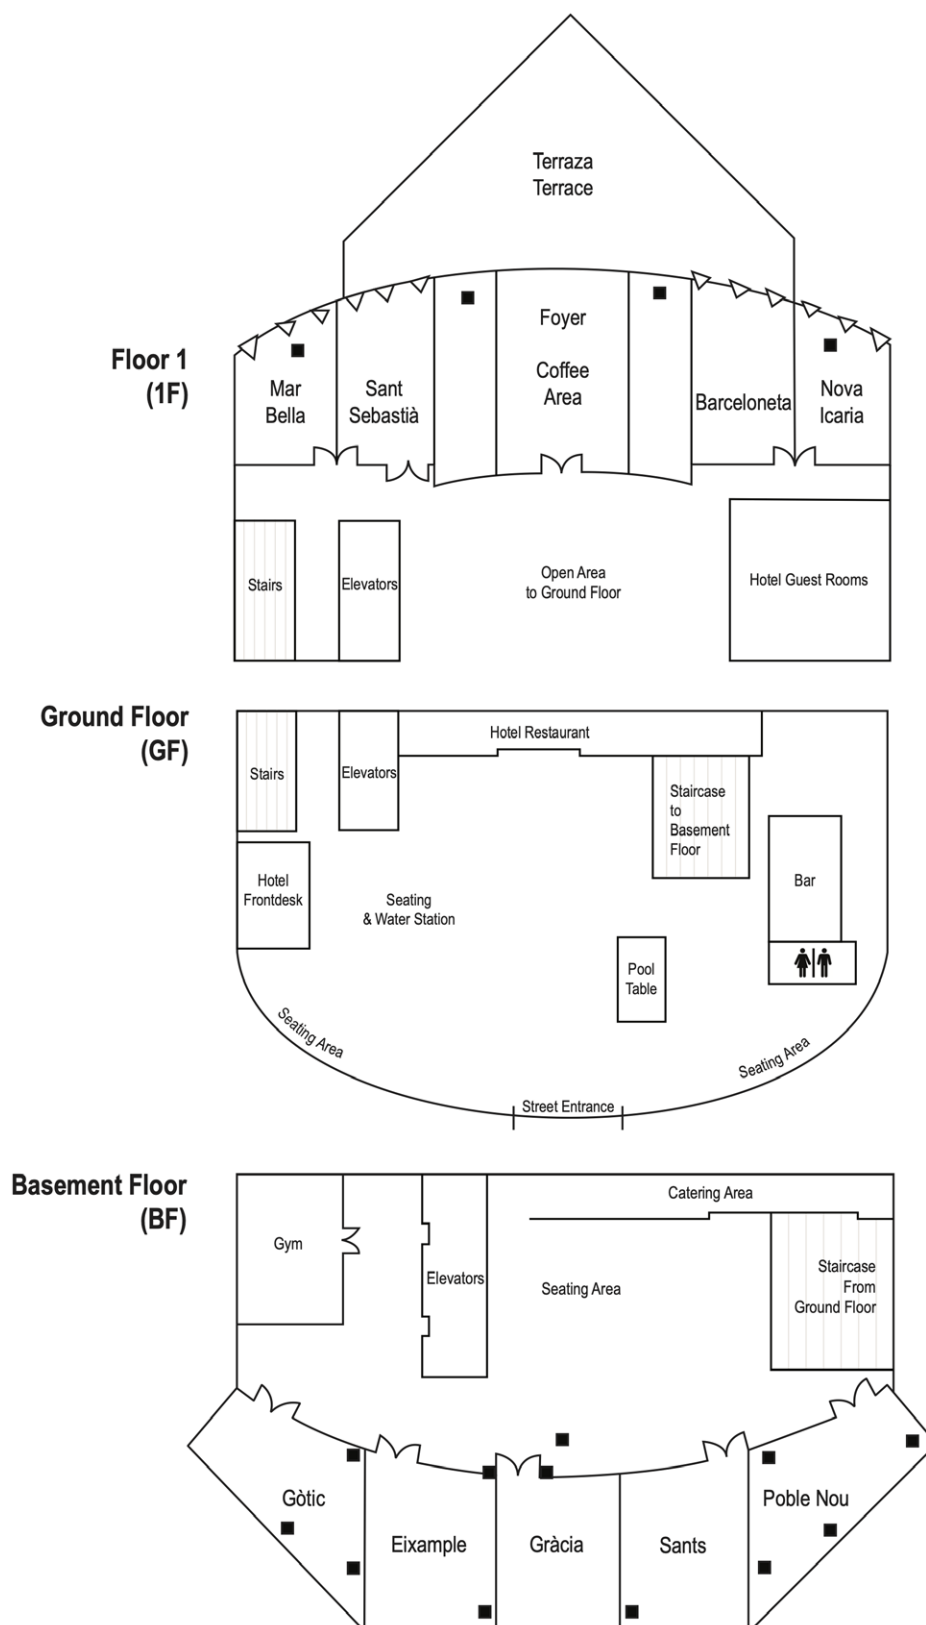 Terraza
Terrace
Floor 1
(1F)
Foyer
Coffee
Area
Mar
Bella
Sant
Sebastià
Barceloneta
Nova
Icaria
Stairs
Elevators
Open Area
to Ground Floor
Hotel Guest Rooms
Ground Floor
(GF)
Hotel Restaurant
Stairs
Elevators
Staircase
to
Basement
Floor
Hotel
Frontdesk
Seating
& Water Station
Bar
Pool
Table
Seating Area
Seating Area
Street Entrance
Basement Floor
(BF)
Catering Area
Gym
Elevators
Seating Area
Staircase
From
Ground Floor
Gòtic
Eixample
Gràcia
Sants
Poble Nou